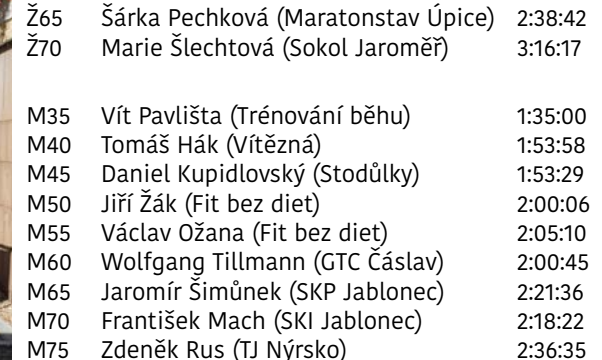 Ž65 Šárka Pechková (Maratonstav Úpice) 2:38:42
Ž70 Marie Šlechtová (Sokol Jaroměř) 3:16:17
M35 Vít Pavlišta (Trénování běhu) 1:35:00
M40 Tomáš Hák (Vítězná) 1:53:58
M45 Daniel Kupidlovský (Stodůlky) 1:53:29
M50 Jiří Žák (Fit bez diet) 2:00:06
M55 Václav Ožana (Fit bez diet) 2:05:10
M60 Wolfgang Tillmann (GTC Čáslav) 2:00:45
M65 Jaromír Šimůnek (SKP Jablonec) 2:21:36
M70 František Mach (SKI Jablonec) 2:18:22
M75 Zdeněk Rus (TJ Nýrsko) 2:36:35